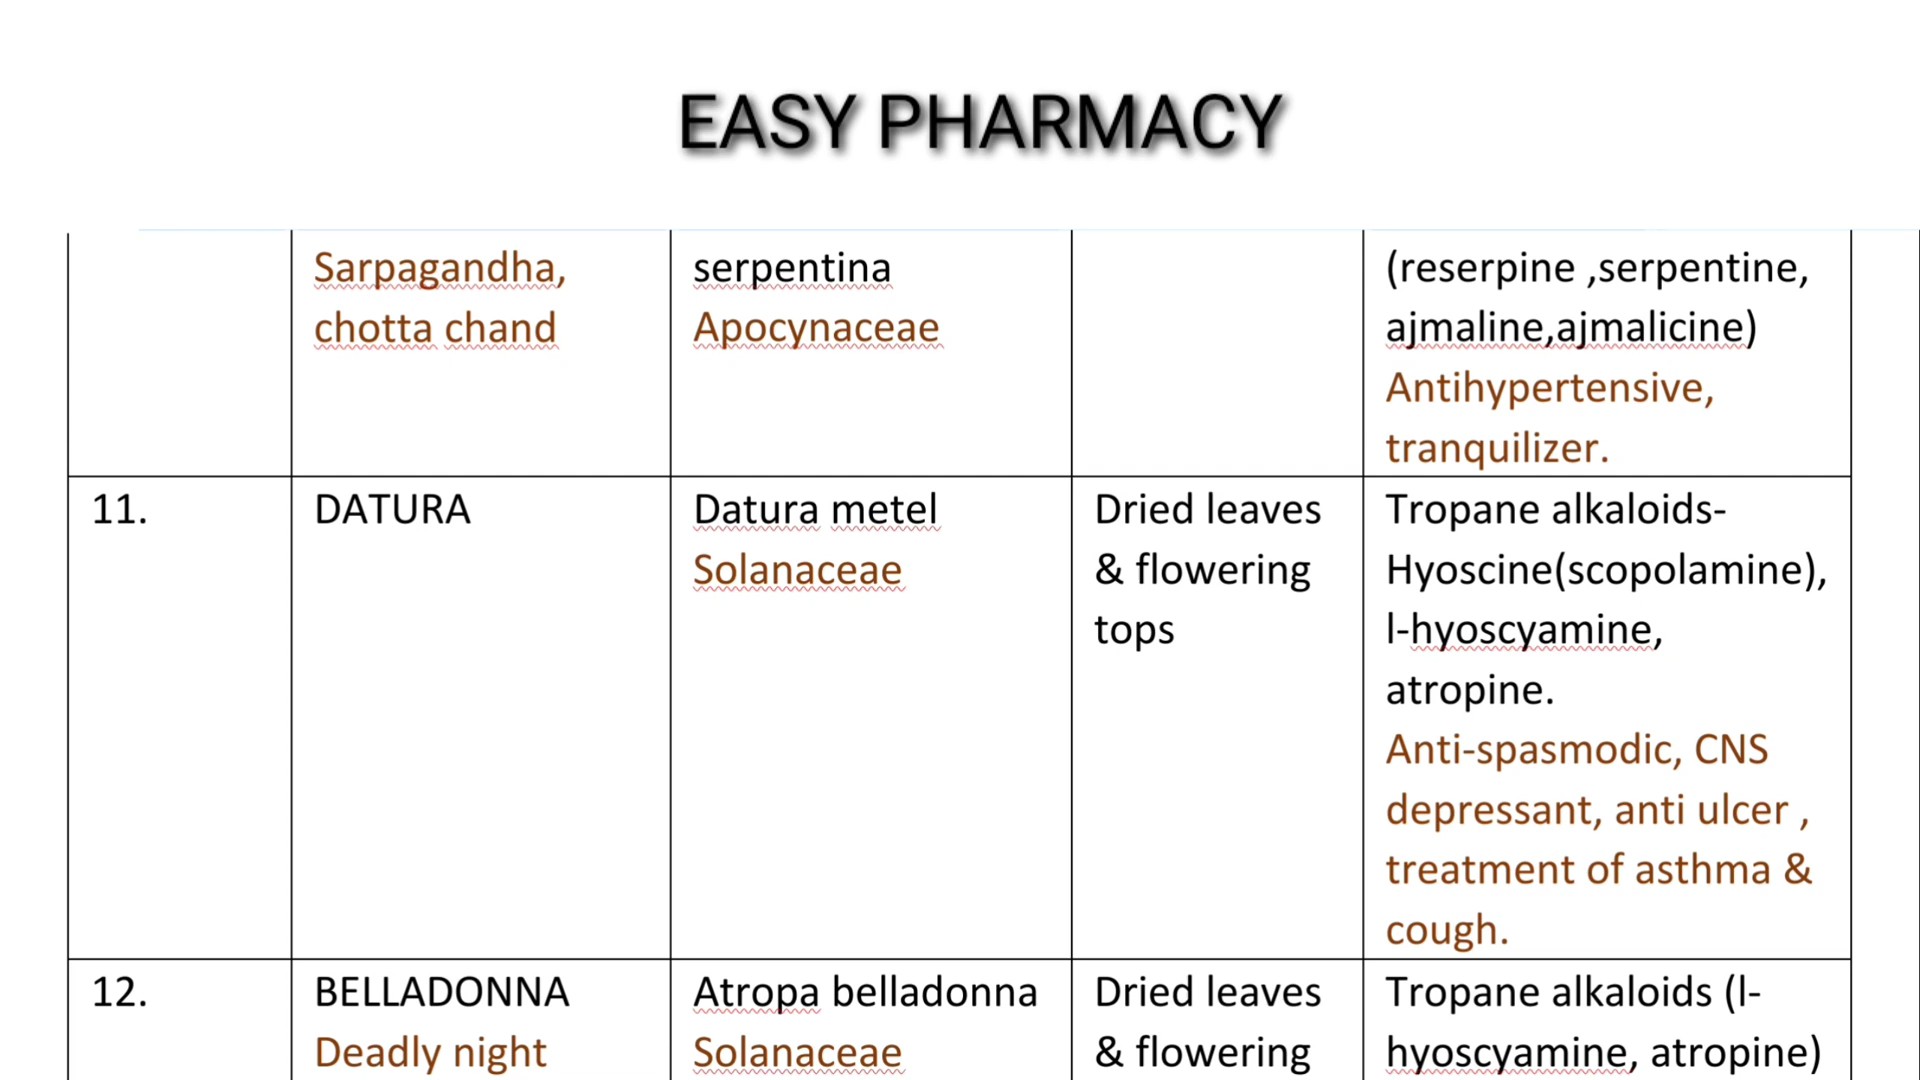 EASY PHARMACY
Sarpagandha,
chotta chand
serpentina
Apocynaceae
(reserpine ,serpentine,
ajmaline,ajmalicine)
Antihypertensive,
tranquilizer.
11.
DATURA
Datura metel
Solanaceae
Dried leaves
& flowering
tops
Tropane alkaloids-
Hyoscine(scopolamine),
l-hyoscyamine,
atropine.
Anti-spasmodic, CNS
depressant, anti ulcer ,
treatment of asthma &
cough.
12.
BELLADONNA
Deadly night
Atropa belladonna
Solanaceae
Dried leaves
& flowering
Tropane alkaloids (l-
hyoscyamine, atropine)